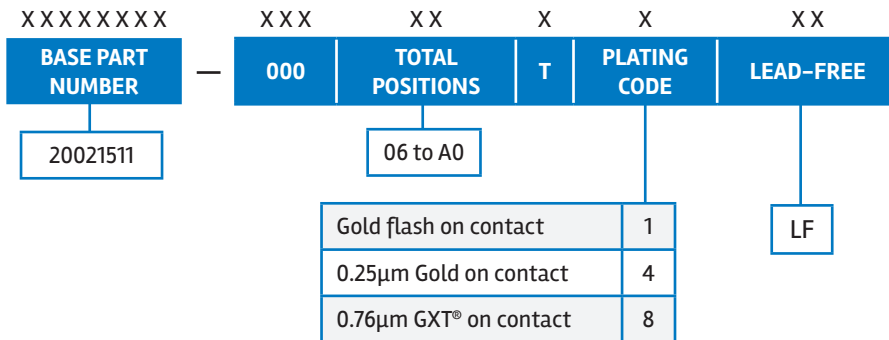 XXXXXXXX XXX XX X X XX
BASE PART
NUMBER
—
000
TOTAL
POSITIONS
T
PLATING
CODE
LEAD-FREE
20021511
06 to A0
Gold flash on contact 1
0.25µm Gold on contact 4
0.76µm GXT® on contact 8
LF